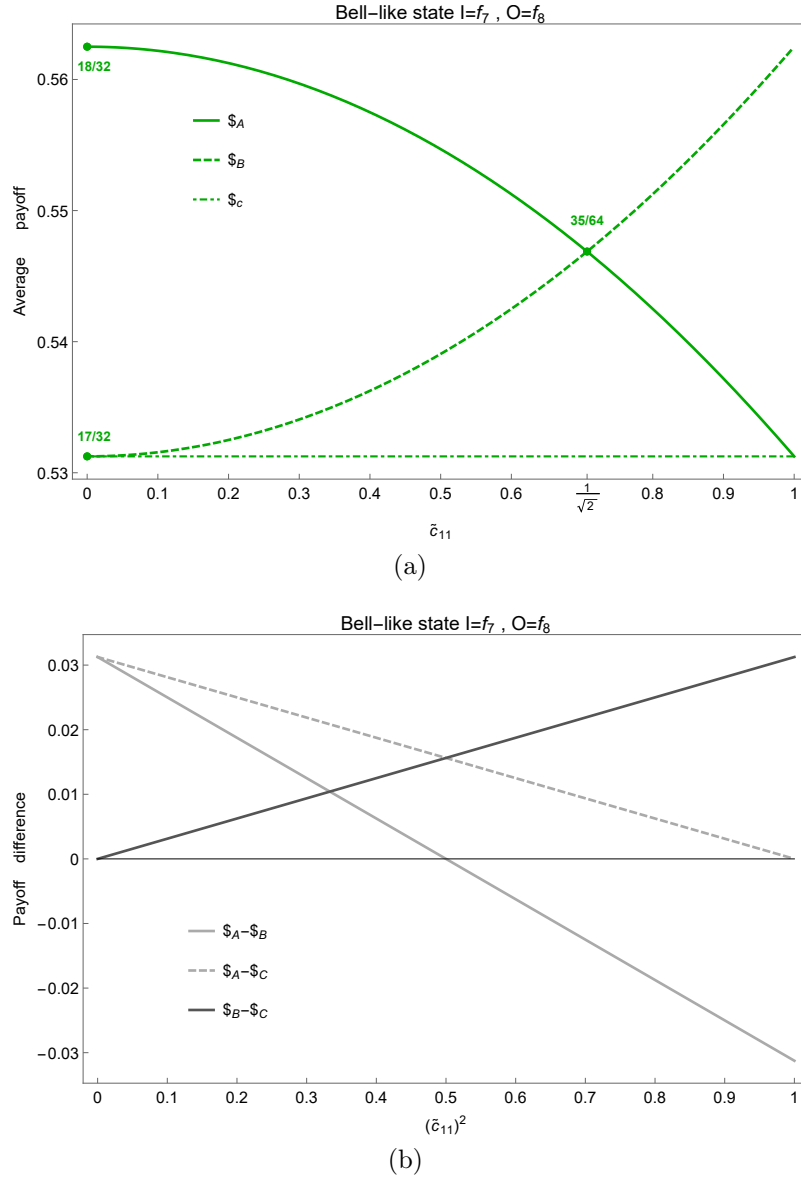 Bell−like state I=f₇ , O=f₈
0.56
0.55
0.54
0.53
Average payoff
18/32
17/32
35/64
$A
$B
$c
0 0.1 0.2 0.3 0.4 0.5 0.6 1/√2 0.8 0.9 1
c̃₁₁
(a)
Bell−like state I=f₇ , O=f₈
0.03
0.02
0.01
0
−0.01
−0.02
−0.03
Payoff difference
$A−$B
$A−$C
$B−$C
0 0.1 0.2 0.3 0.4 0.5 0.6 0.7 0.8 0.9 1
(c̃₁₁)²
(b)